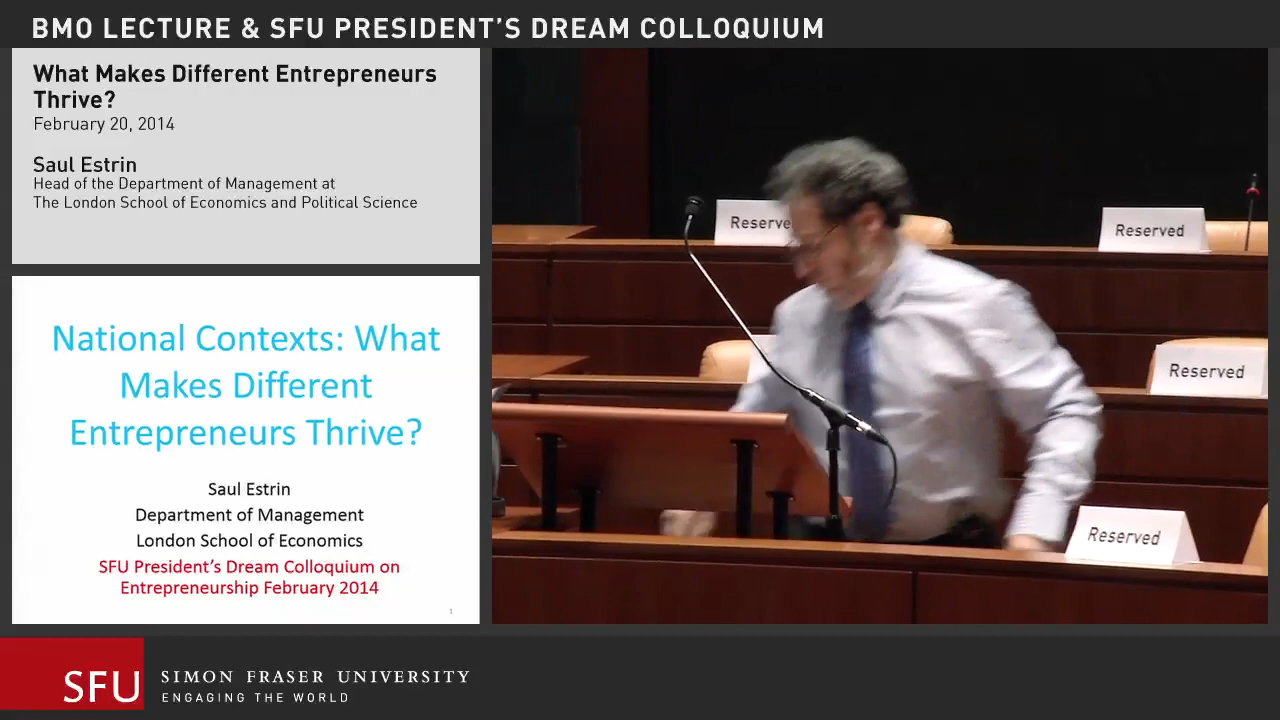 BMO LECTURE & SFU PRESIDENT'S DREAM COLLOQUIUM
What Makes Different Entrepreneurs
Thrive?
February 20, 2014
Saul Estrin
Head of the Department of Management at
The London School of Economics and Political Science
National Contexts: What
Makes Different
Entrepreneurs Thrive?
Saul Estrin
Department of Management
London School of Economics
SFU President's Dream Colloquium on
Entrepreneurship February 2014
1
Reserved
Reserved
Reserved
Reserved
SFU
SIMON FRASER UNIVERSITY
ENGAGING THE WORLD